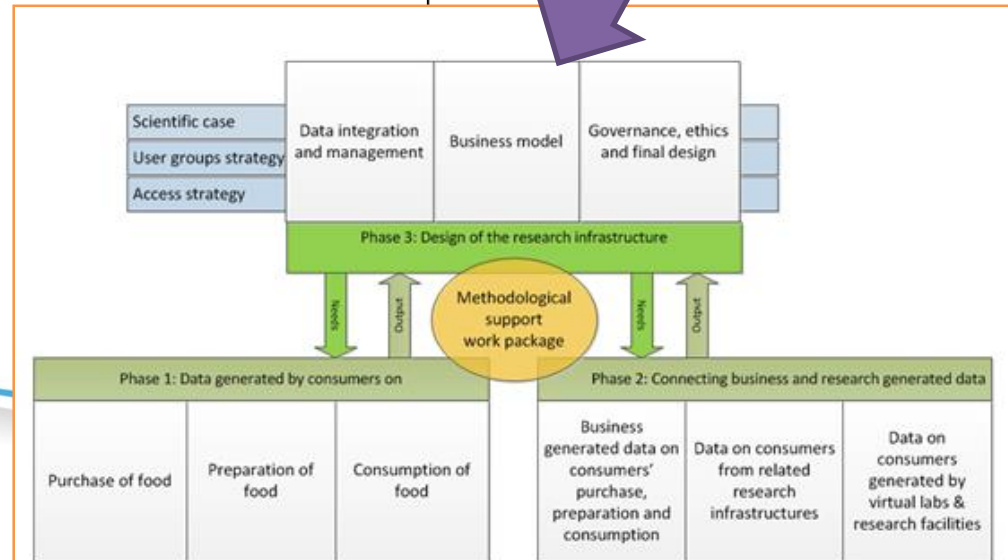 Scientific case
User groups strategy
Access strategy
Data integration
and management
Business model
Governance, ethics
and final design
Phase 3: Design of the research infrastructure
Needs
Output
Methodological
support
work package
Needs
Output
Phase 1: Data generated by consumers on
Purchase of food
Preparation of
food
Consumption of
food
Phase 2: Connecting business and research generated data
Business
generated data on
consumers'
purchase,
preparation and
consumption
Data on consumers
from related
research
infrastructures
Data on
consumers
generated by
virtual labs &
research facilities